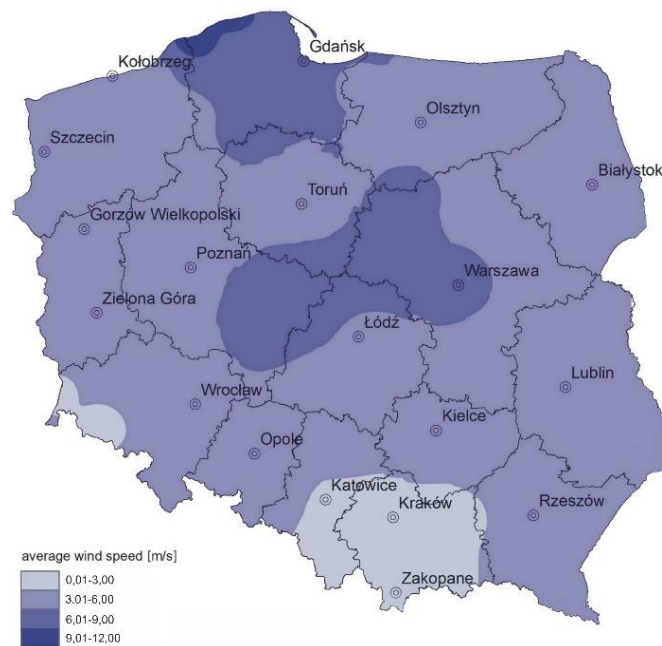 Gdańsk
Kołobrzeg
Olsztyn
Szczecin
Białystok
Toruń
Gorzów Wielkopolski
Poznań
Warszawa
Zielona Góra
Łódź
Lublin
Wrocław
Kielce
Opole
Katowice
Kraków
Rzeszów
Zakopane
average wind speed [m/s]
0,01-3,00
3,01-6,00
6,01-9,00
9,01-12,00